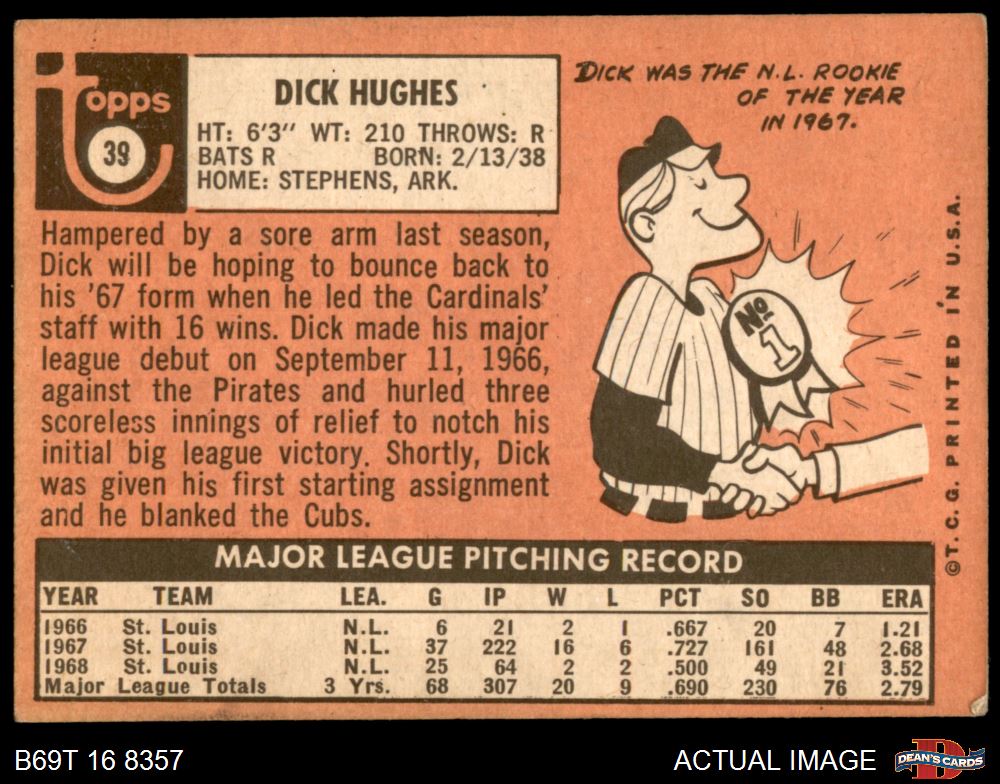 topps
39
DICK HUGHES
HT: 6'3" WT: 210 THROWS: R
BATS R BORN: 2/13/38
HOME: STEPHENS, ARK.
DICK WAS THE N.L. ROOKIE
OF THE YEAR
IN 1967.
No
1
Hampered by a sore arm last season,
Dick will be hoping to bounce back to
his '67 form when he led the Cardinals'
staff with 16 wins. Dick made his major
league debut on September 11, 1966,
against the Pirates and hurled three
scoreless innings of relief to notch his
initial big league victory. Shortly, Dick
was given his first starting assignment
and he blanked the Cubs.
©T.C.G. PRINTED IN U.S.A.
MAJOR LEAGUE PITCHING RECORD
YEAR TEAM LEA. G IP W L PCT SO BB ERA
1966 St. Louis N.L. 6 21 2 1 .667 20 7 1.21
1967 St. Louis N.L. 37 222 16 6 .727 161 48 2.68
1968 St. Louis N.L. 25 64 2 2 .500 49 21 3.52
Major League Totals 3 Yrs. 68 307 20 9 .690 230 76 2.79
B69T 16 8357
ACTUAL IMAGE
DEAN'S CARDS